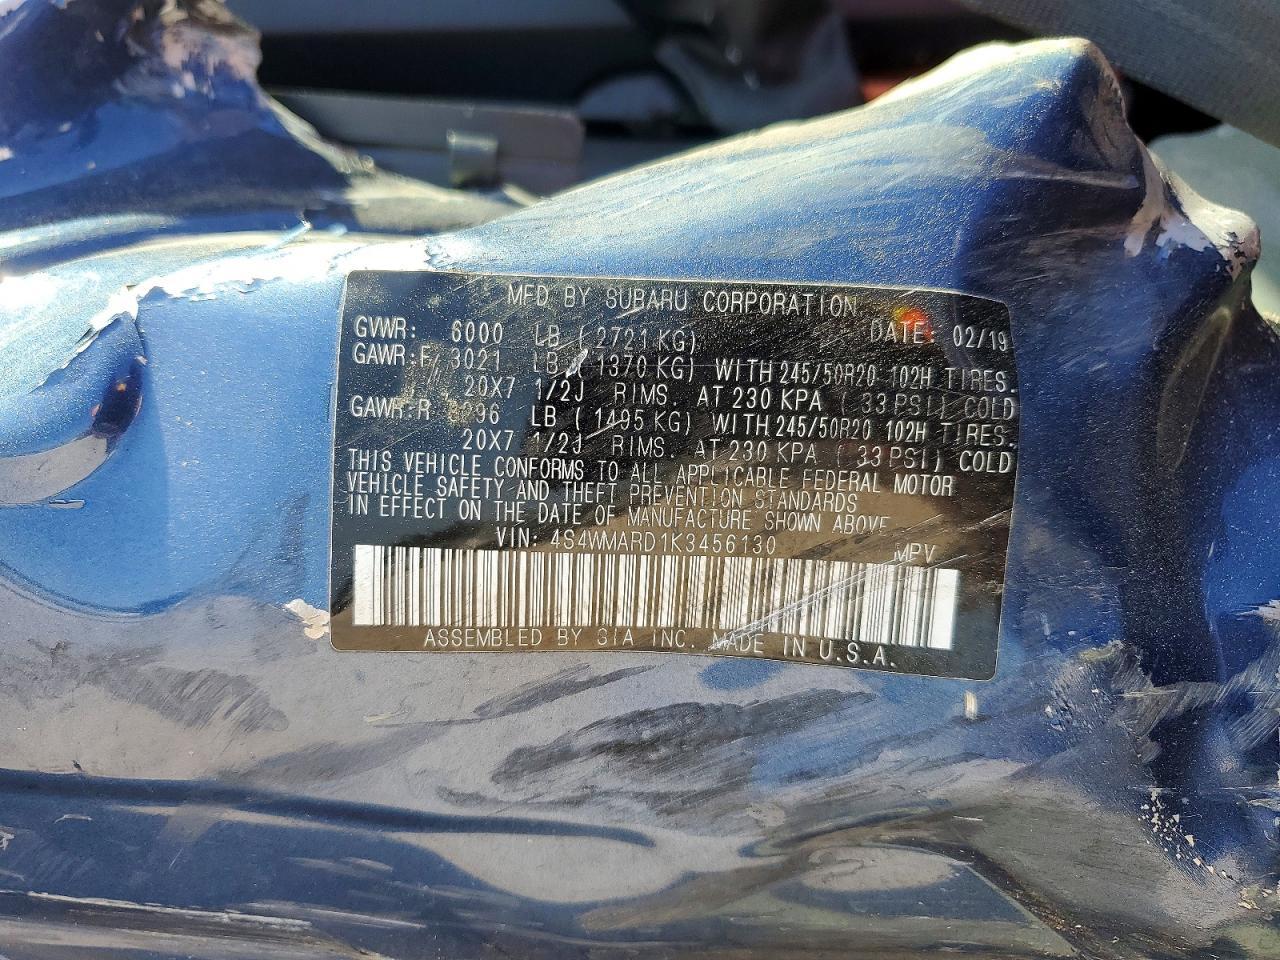 MFD BY SUBARU CORPORATION DATE: 02/19
GVWR: 6000 LB (2721 KG)
GAWR:F 3021 LB (1370 KG) WITH 245/50R20 102H TIRES.
20X7 1/2J RIMS. AT 230 KPA (33 PSI) COLD
GAWR:R 3296 LB (1495 KG) WITH 245/50R20 102H TIRES.
20X7 1/2J RIMS. AT 230 KPA (33 PSI) COLD
THIS VEHICLE CONFORMS TO ALL APPLICABLE FEDERAL MOTOR
VEHICLE SAFETY AND THEFT PREVENTION STANDARDS
IN EFFECT ON THE DATE OF MANUFACTURE SHOWN ABOVE
VIN: 4S4WMARD1K3456130 MPV
ASSEMBLED BY SIA INC. MADE IN U.S.A.